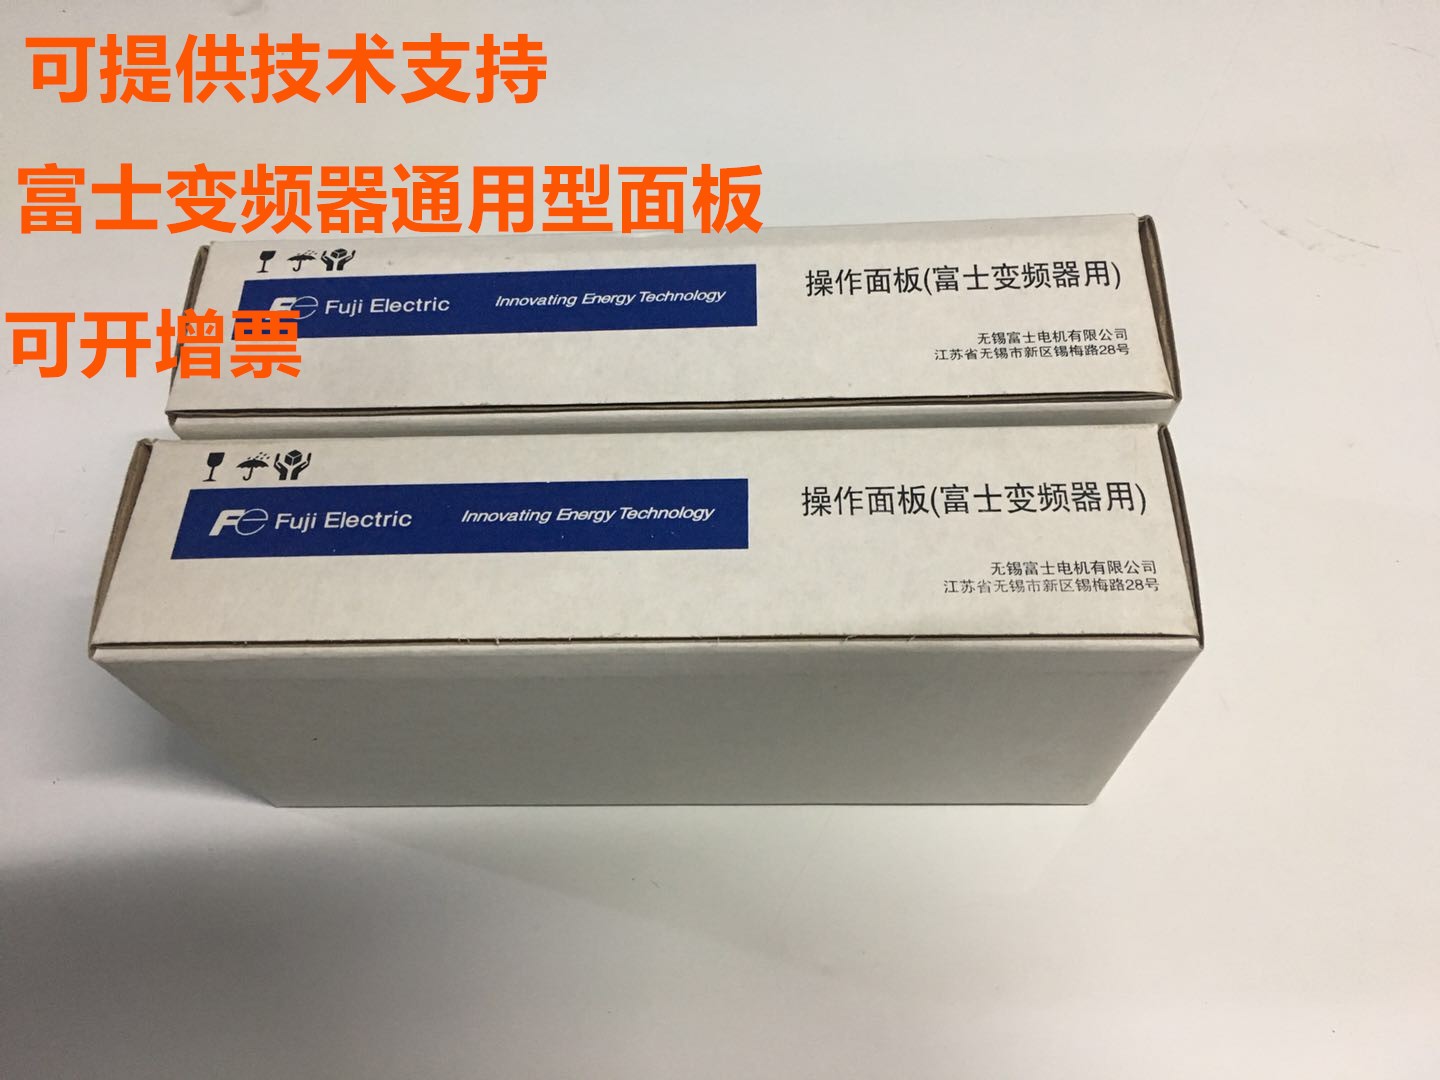 可提供技术支持
富士变频器通用型面板
可开增票
Fe Fuji Electric Innovating Energy Technology
操作面板(富士变频器用)
无锡富士电机有限公司
江苏省无锡市新区锡梅路28号
Fe Fuji Electric Innovating Energy Technology
操作面板(富士变频器用)
无锡富士电机有限公司
江苏省无锡市新区锡梅路28号